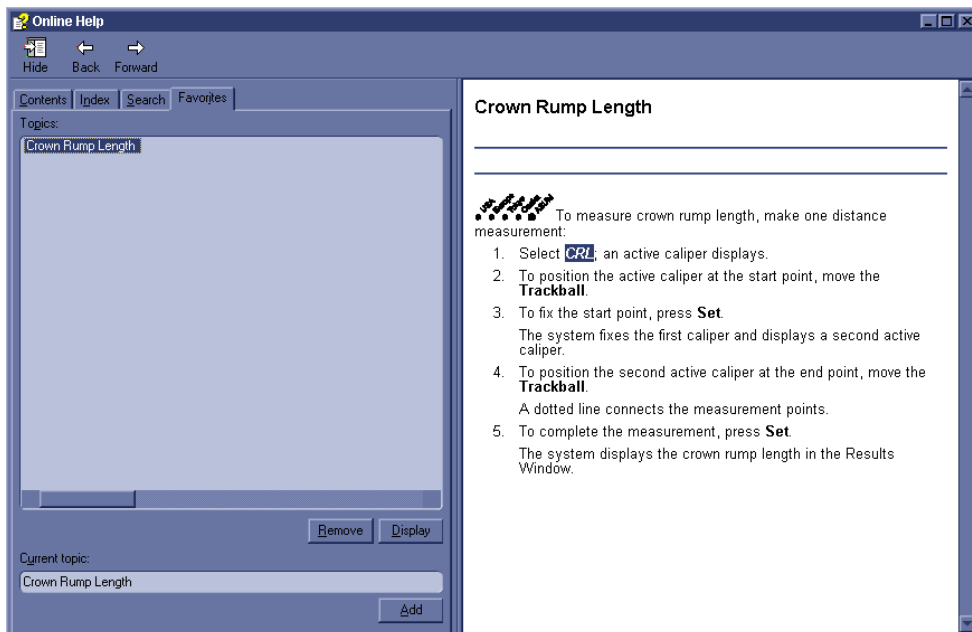 Online Help
Hide Back Forward
Contents Index Search Favorites
Topics:
Crown Rump Length
Remove Display
Current topic:
Crown Rump Length
Add
Crown Rump Length
USA Europe Tokyo Osaka ASUM
To measure crown rump length, make one distance
measurement:
1. Select CRL; an active caliper displays.
2. To position the active caliper at the start point, move the
Trackball.
3. To fix the start point, press Set.
The system fixes the first caliper and displays a second active
caliper.
4. To position the second active caliper at the end point, move the
Trackball.
A dotted line connects the measurement points.
5. To complete the measurement, press Set.
The system displays the crown rump length in the Results
Window.